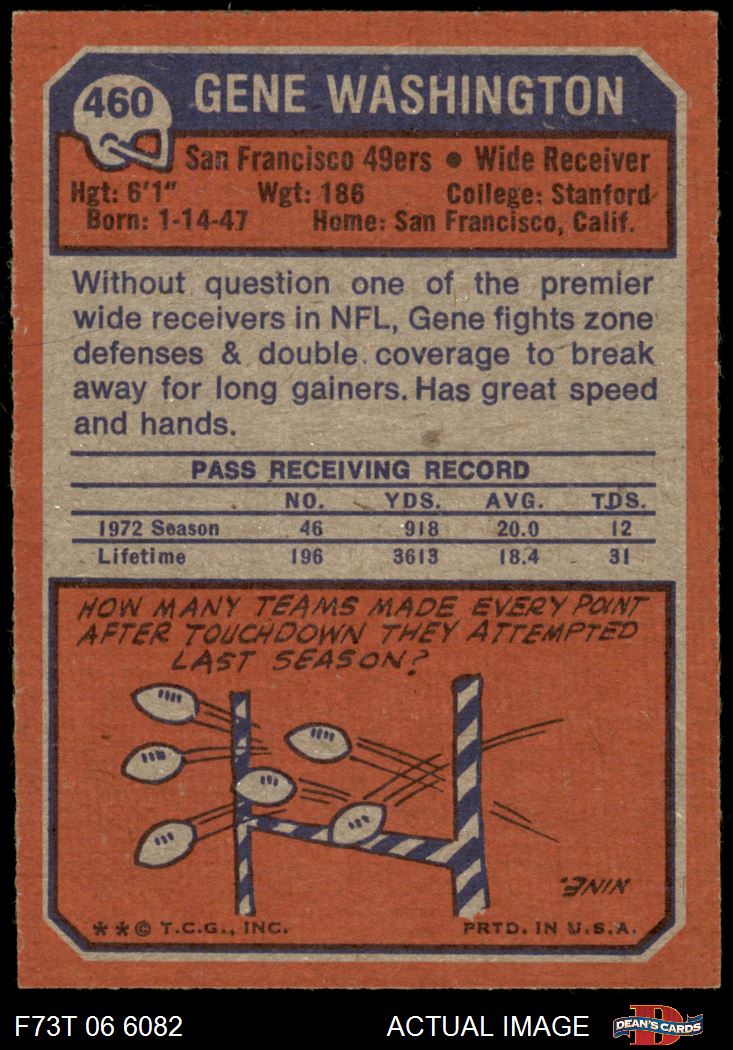 460 GENE WASHINGTON
San Francisco 49ers • Wide Receiver
Hgt: 6'1" Wgt: 186 College: Stanford
Born: 1-14-47 Home: San Francisco, Calif.
Without question one of the premier
wide receivers in NFL, Gene fights zone
defenses & double coverage to break
away for long gainers. Has great speed
and hands.
PASS RECEIVING RECORD
NO. YDS. AVG. TDS.
1972 Season 46 918 20.0 12
Lifetime 196 3613 18.4 31
HOW MANY TEAMS MADE EVERY POINT
AFTER TOUCHDOWN THEY ATTEMPTED
LAST SEASON?
NINE.
**© T.C.G., INC. PRTD. IN U.S.A.
F73T 06 6082 ACTUAL IMAGE D DEAN'S CARDS